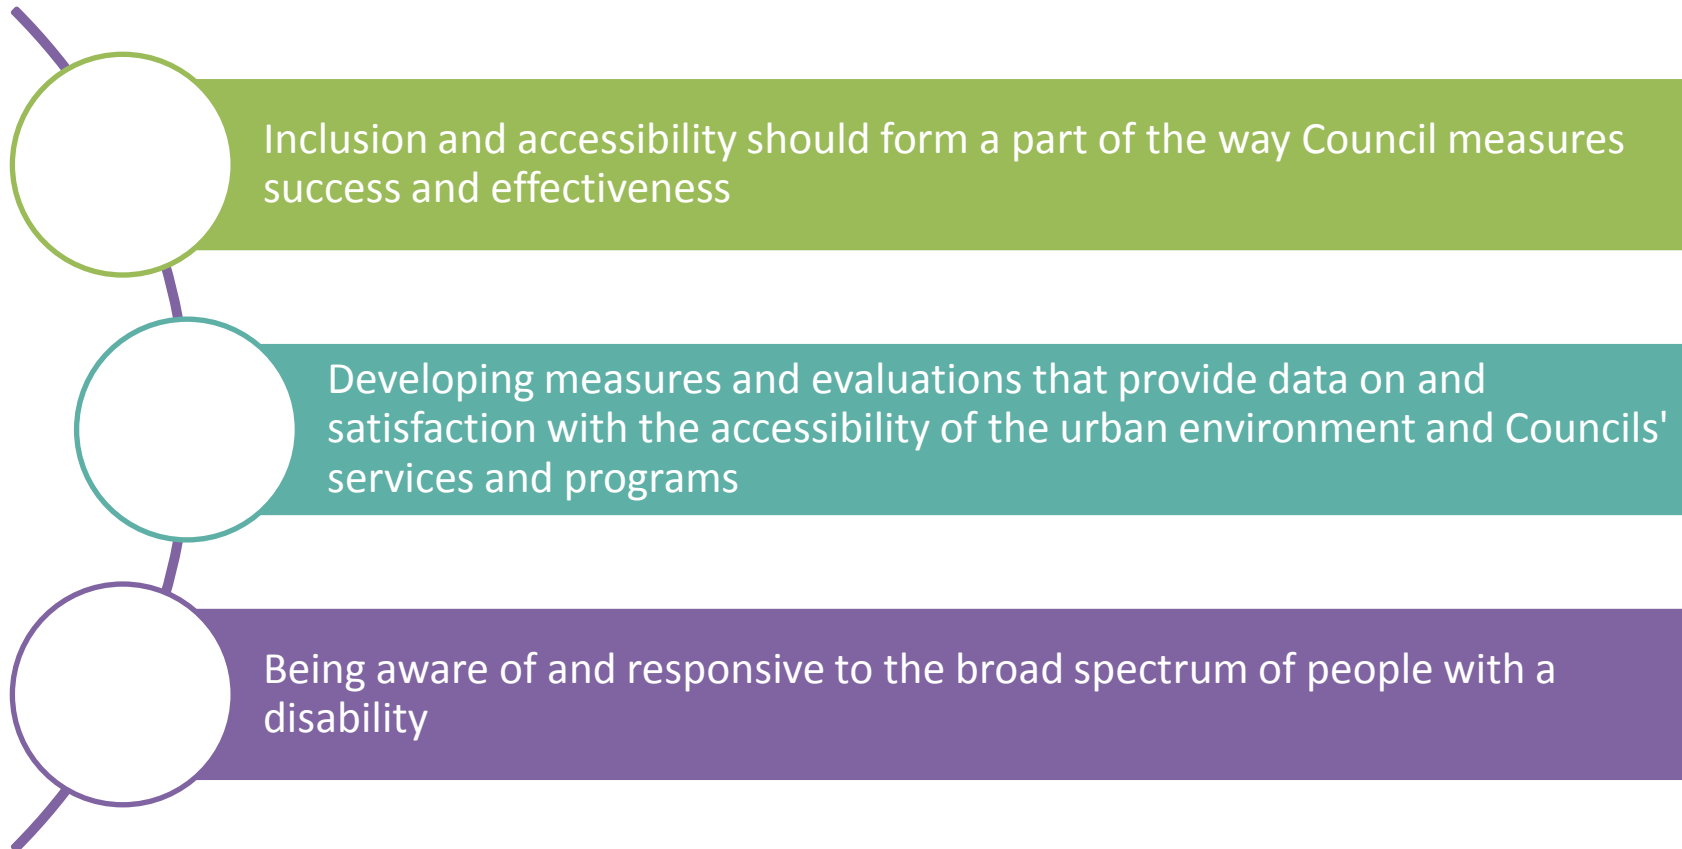 Inclusion and accessibility should form a part of the way Council measures
success and effectiveness
Developing measures and evaluations that provide data on and
satisfaction with the accessibility of the urban environment and Councils'
services and programs
Being aware of and responsive to the broad spectrum of people with a
disability